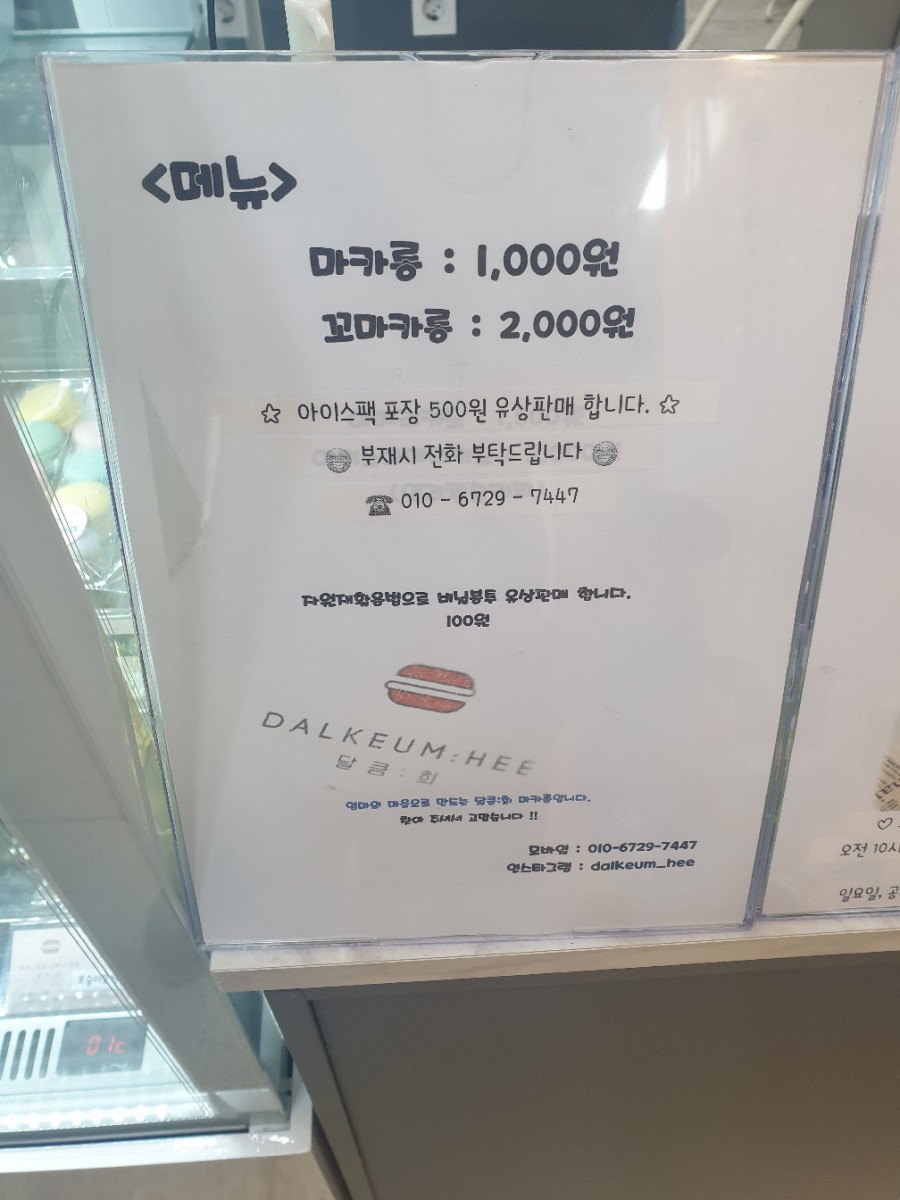 <메뉴>
마카롱 : 1,000원
꼬마카롱 : 2,000원
☆ 아이스팩 포장 500원 유상판매 합니다. ☆
부재시 전화 부탁드립니다
☎ 010 - 6729 - 7447
자원재활용법으로 비닐봉투 유상판매 합니다.
100원
DALKEUM:HEE
달큼:희
엄마의 마음으로 만드는 달큼:희 마카롱입니다.
찾아 주셔서 고맙습니다 !!
모바일 : 010-6729-7447
인스타그램 : dalkeum_hee
♡
오전 10시
일요일, 공
01c